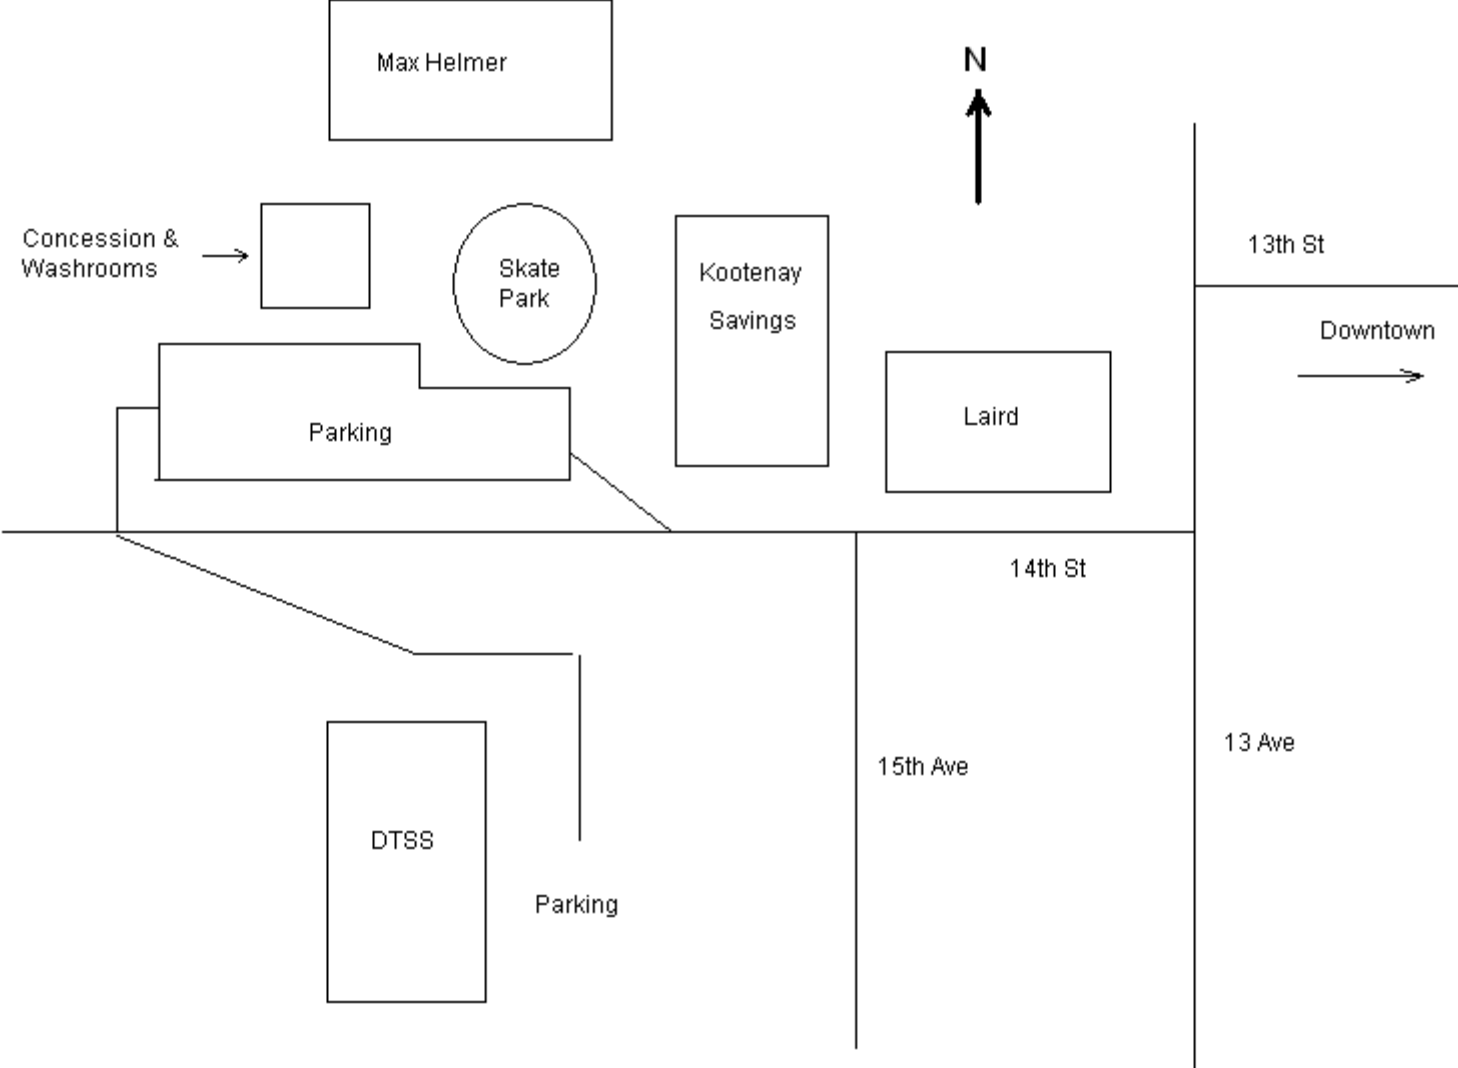 Max Helmer
N
Concession &
Washrooms
Skate
Park
Kootenay
Savings
13th St
Downtown
Laird
Parking
14th St
15th Ave
13 Ave
DTSS
Parking